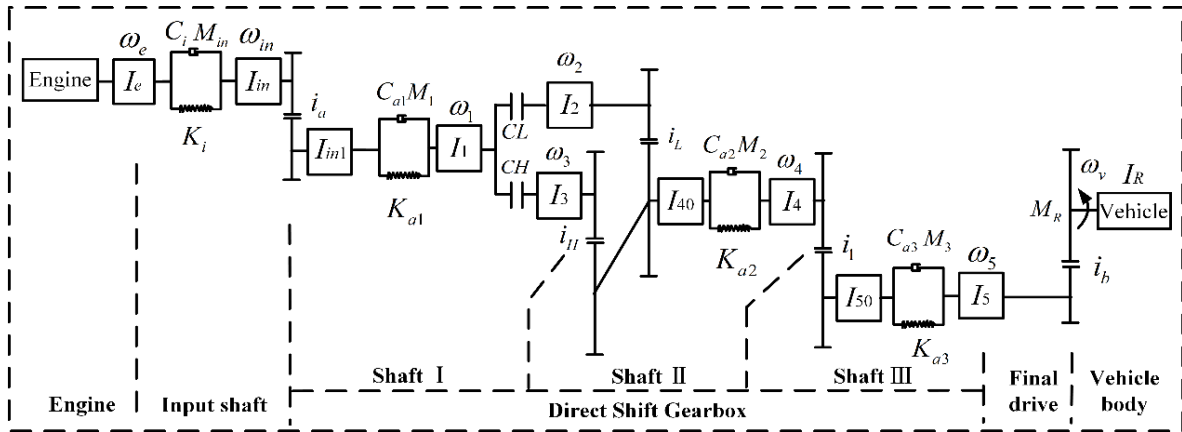 Engine
ω_e
I_e
C_i M_in
K_i
ω_in
I_in
i_a
I_in1
C_a1 M_1
K_a1
ω_1
I_1
CL
CH
ω_2
I_2
ω_3
I_3
i_H
i_L
I_40
C_a2 M_2
K_a2
ω_4
I_4
i_1
I_50
C_a3 M_3
K_a3
ω_5
I_5
i_b
M_R
ω_v
I_R
Vehicle
Shaft Ⅰ
Shaft Ⅱ
Shaft Ⅲ
Engine
Input shaft
Direct Shift Gearbox
Final
drive
Vehicle
body